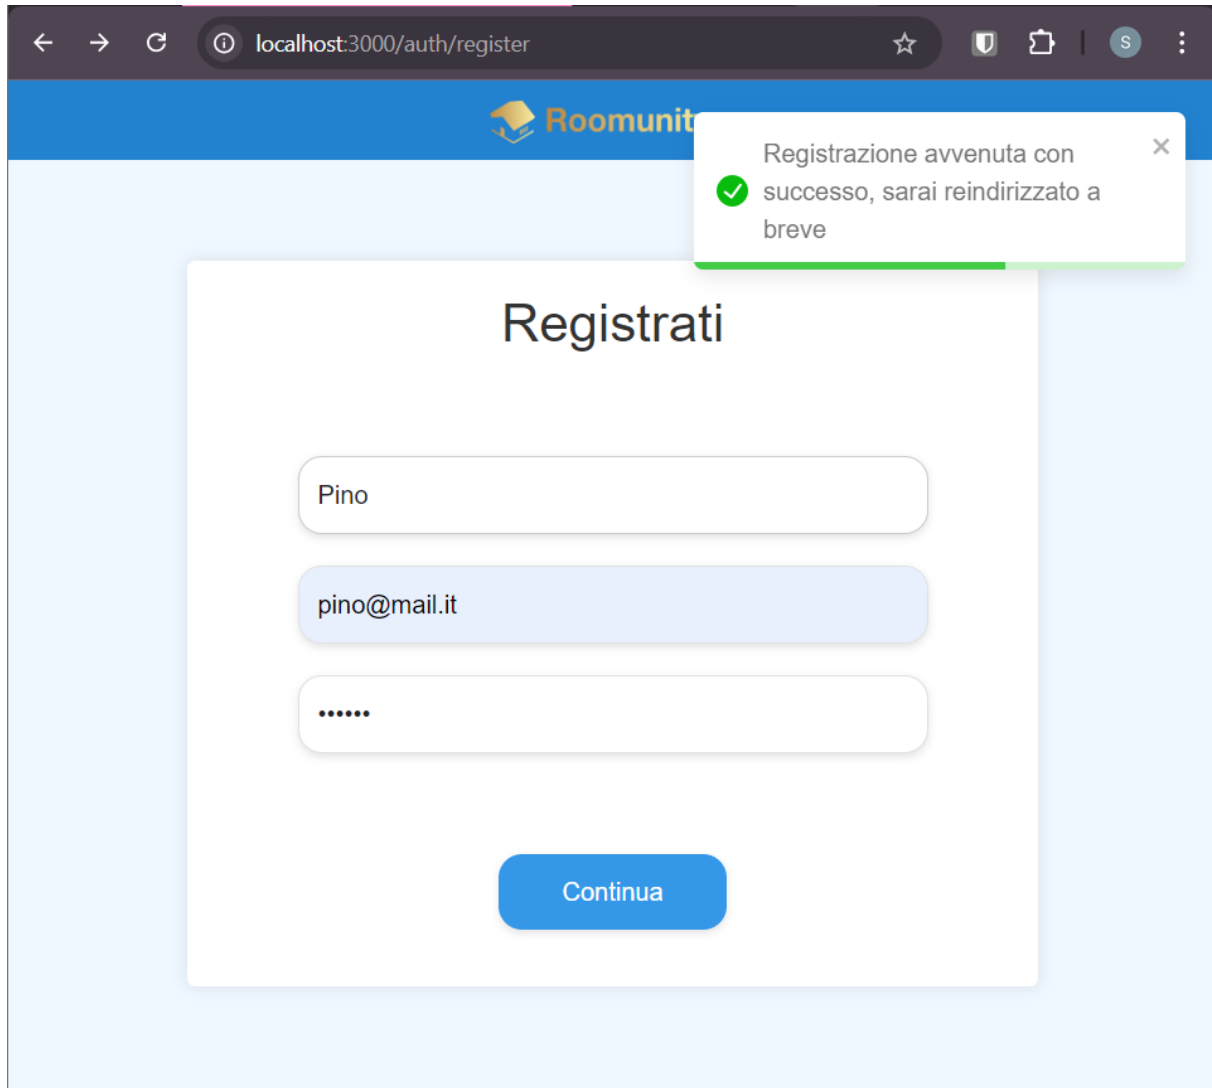 localhost:3000/auth/register
S
Roomunit
Registrazione avvenuta con
successo, sarai reindirizzato a
breve
Registrati
Pino
pino@mail.it
••••••
Continua